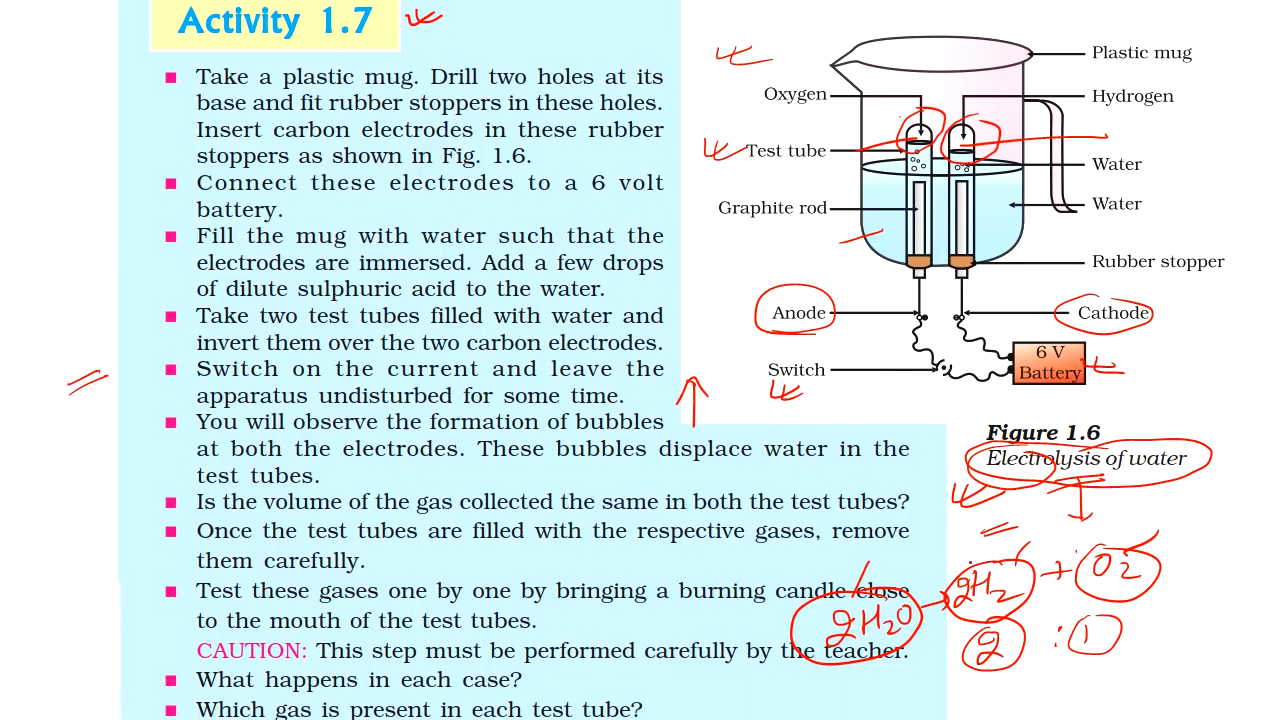 Activity 1.7
Take a plastic mug. Drill two holes at its
base and fit rubber stoppers in these holes.
Insert carbon electrodes in these rubber
stoppers as shown in Fig. 1.6.
Connect these electrodes to a 6 volt
battery.
Fill the mug with water such that the
electrodes are immersed. Add a few drops
of dilute sulphuric acid to the water.
Take two test tubes filled with water and
invert them over the two carbon electrodes.
Switch on the current and leave the
apparatus undisturbed for some time.
You will observe the formation of bubbles
at both the electrodes. These bubbles displace water in the
test tubes.
Is the volume of the gas collected the same in both the test tubes?
Once the test tubes are filled with the respective gases, remove
them carefully.
Test these gases one by one by bringing a burning candle close
to the mouth of the test tubes.
CAUTION: This step must be performed carefully by the teacher.
What happens in each case?
Which gas is present in each test tube?
Plastic mug
Oxygen
Hydrogen
Test tube
Water
Graphite rod
Water
Rubber stopper
Anode
Cathode
6 V
Battery
Switch
Figure 1.6
Electrolysis of water
2H2O → 2H2 + O2
2 : 1